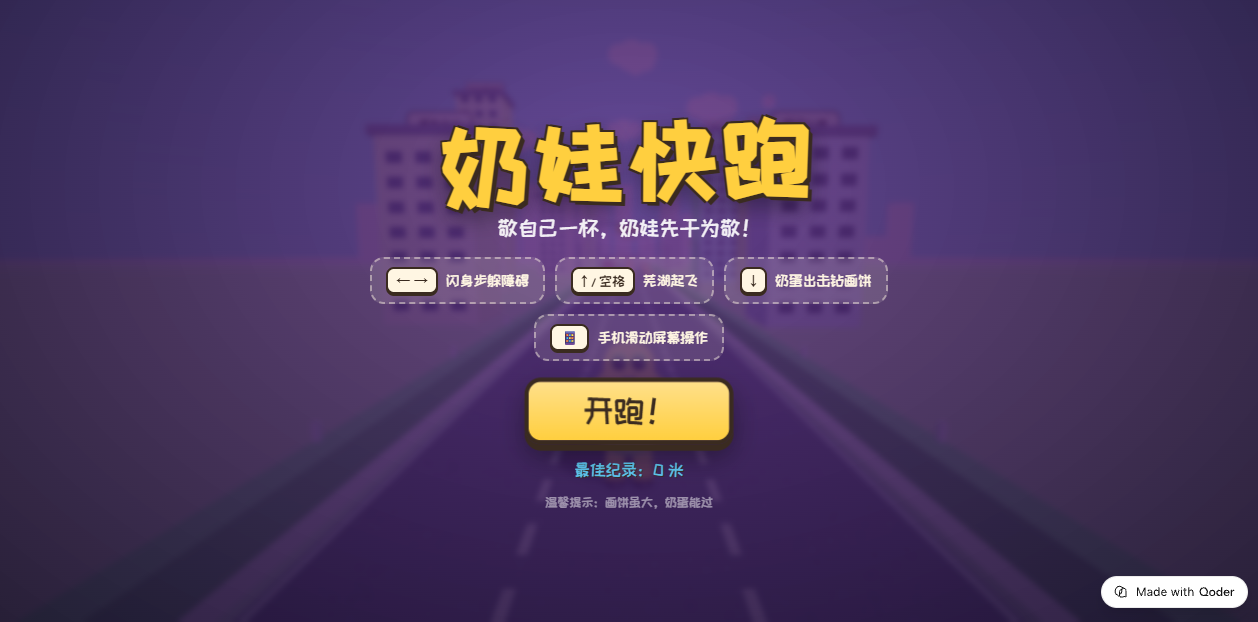 奶娃快跑
敬自己一杯，奶娃先干为敬！
←→ 闪身步躲障碍
↑/空格 芜湖起飞
↓ 奶蛋出击钻画饼
手机滑动屏幕操作
开跑！
最佳纪录：0 米
温馨提示：画饼虽大，奶蛋能过
Made with Qoder